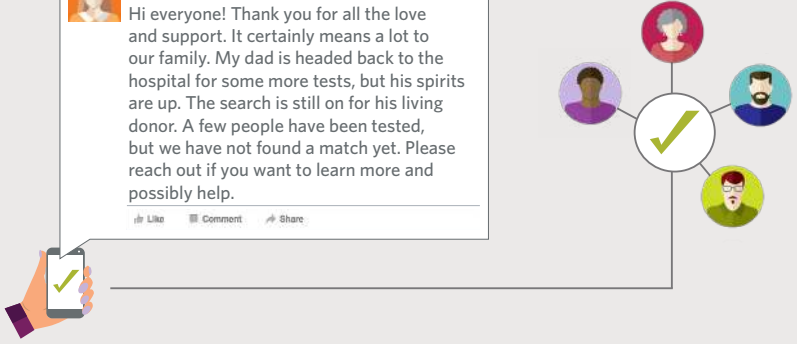 Hi everyone! Thank you for all the love
and support. It certainly means a lot to
our family. My dad is headed back to the
hospital for some more tests, but his spirits
are up. The search is still on for his living
donor. A few people have been tested,
but we have not found a match yet. Please
reach out if you want to learn more and
possibly help.
Like Comment Share